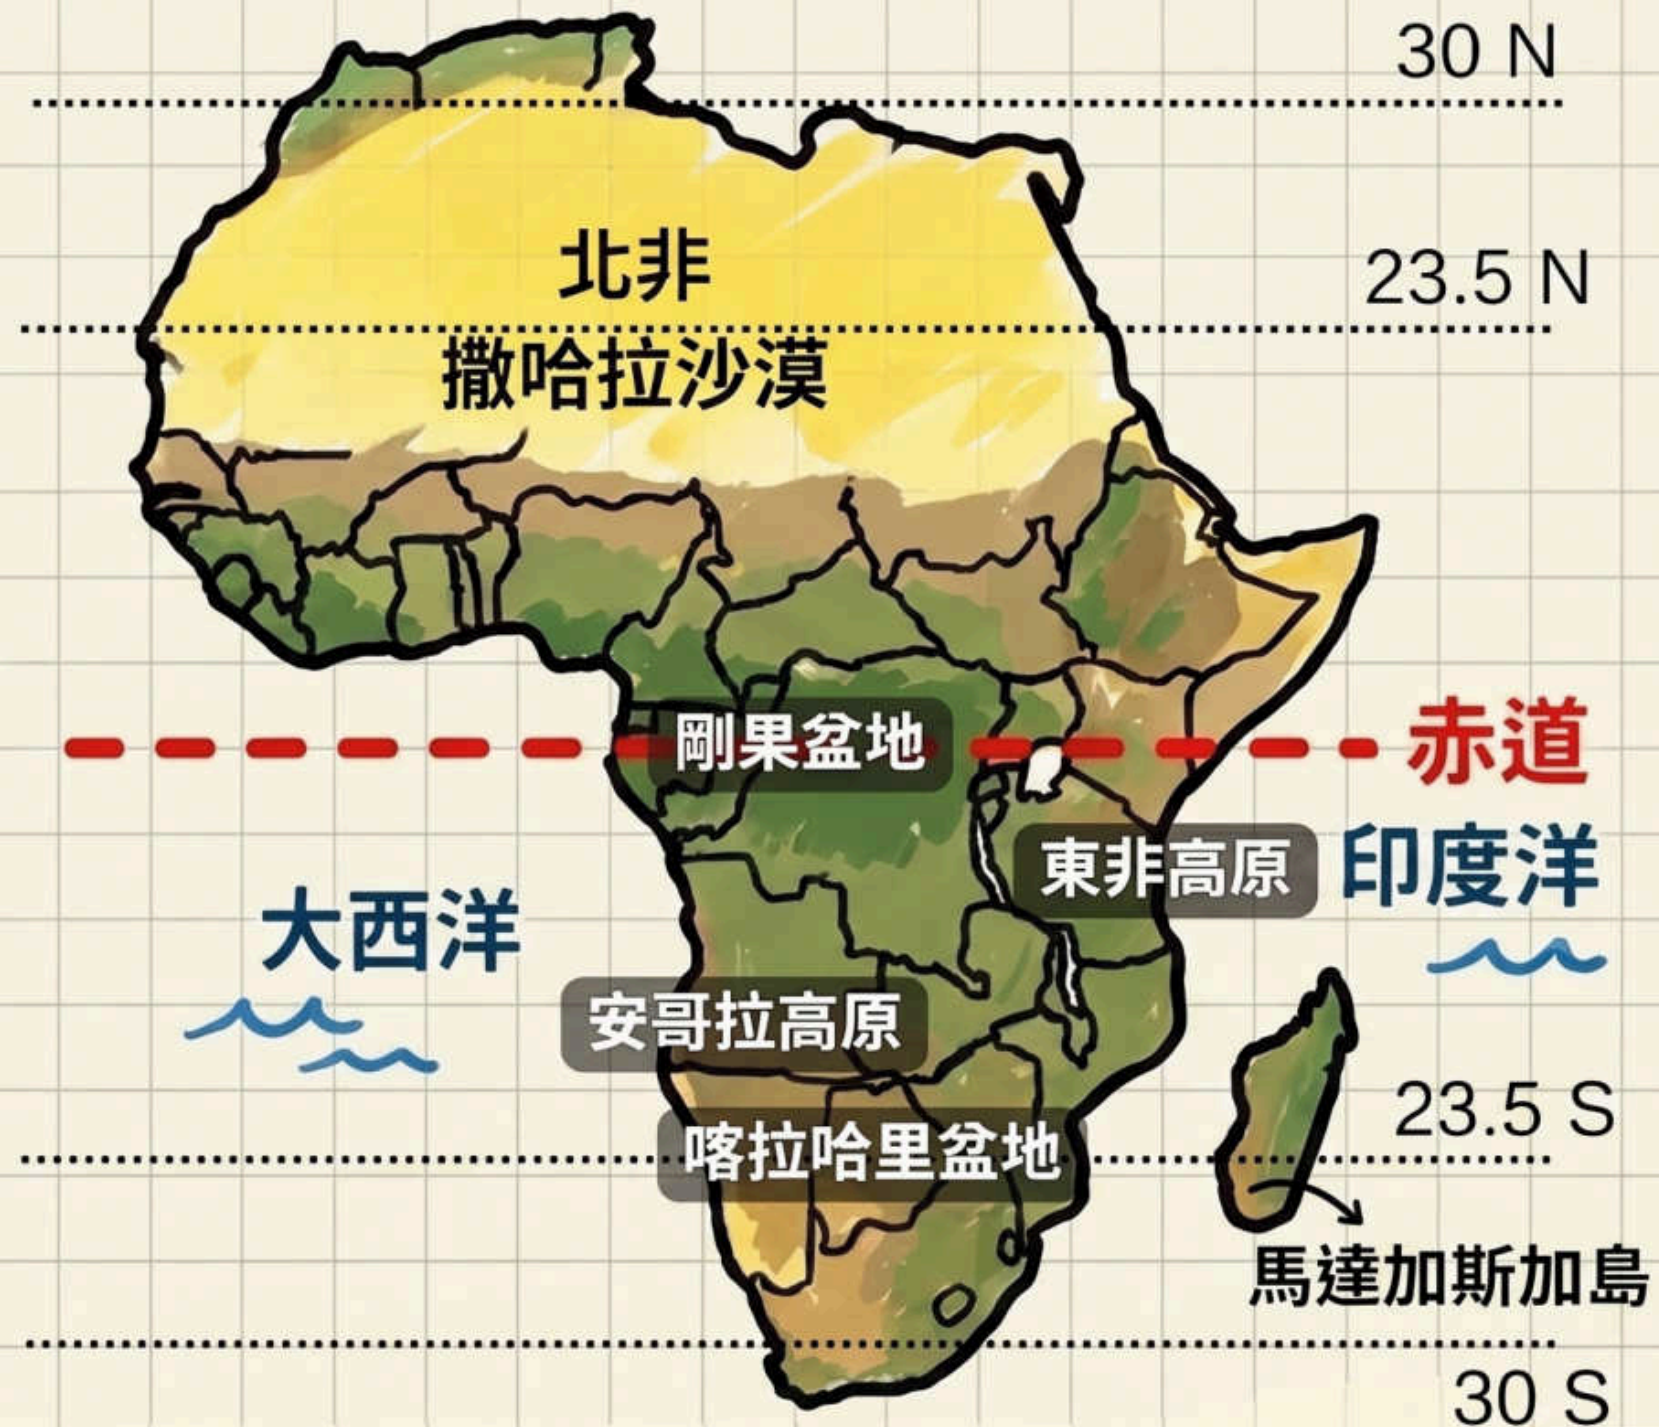 30 N
23.5 N
北非
撒哈拉沙漠
赤道
剛果盆地
東非高原
印度洋
大西洋
安哥拉高原
23.5 S
喀拉哈里盆地
馬達加斯加島
30 S